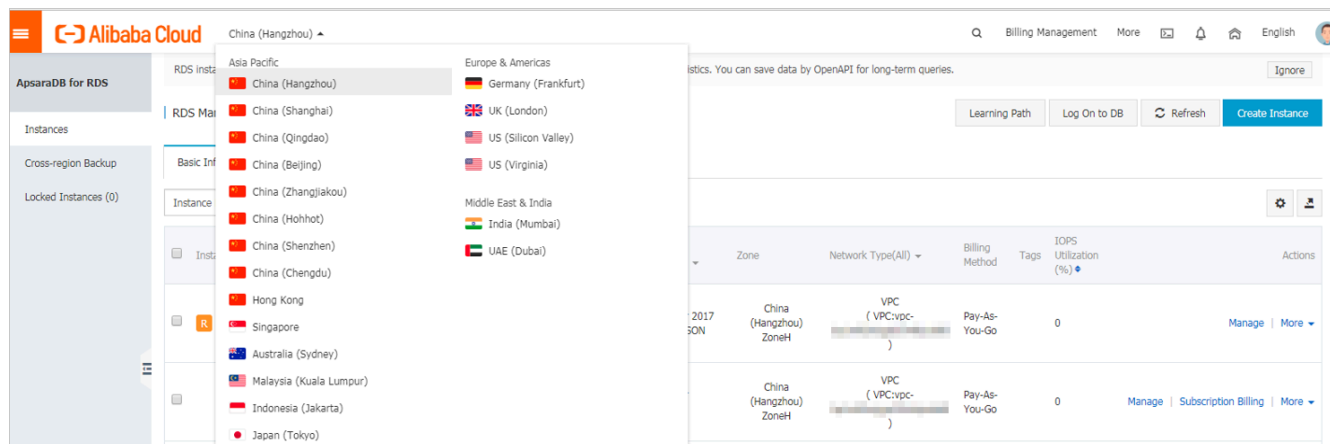 Alibaba Cloud
China (Hangzhou)
Billing Management
More
English
ApsaraDB for RDS
Instances
Cross-region Backup
Locked Instances (0)
RDS insta
istics. You can save data by OpenAPI for long-term queries.
Ignore
RDS Mar
Learning Path
Log On to DB
Refresh
Create Instance
Basic Inf
Instance
Asia Pacific
China (Hangzhou)
China (Shanghai)
China (Qingdao)
China (Beijing)
China (Zhangjiakou)
China (Hohhot)
China (Shenzhen)
China (Chengdu)
Hong Kong
Singapore
Australia (Sydney)
Malaysia (Kuala Lumpur)
Indonesia (Jakarta)
Japan (Tokyo)
Europe & Americas
Germany (Frankfurt)
UK (London)
US (Silicon Valley)
US (Virginia)
Middle East & India
India (Mumbai)
UAE (Dubai)
Insta
Zone
Network Type(All)
Billing
Method
Tags
IOPS
Utilization
(%)
Actions
R
2017
SON
China
(Hangzhou)
ZoneH
VPC
( VPC:vpc-
)
Pay-As-
You-Go
0
Manage | More
China
(Hangzhou)
ZoneH
VPC
( VPC:vpc-
)
Pay-As-
You-Go
0
Manage | Subscription Billing | More